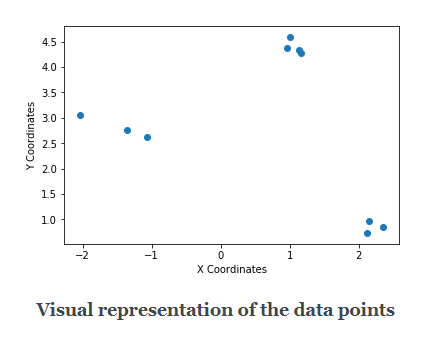 4.5
4.0
3.5
3.0
2.5
2.0
1.5
1.0
Y Coordinates
−2 −1 0 1 2
X Coordinates
Visual representation of the data points